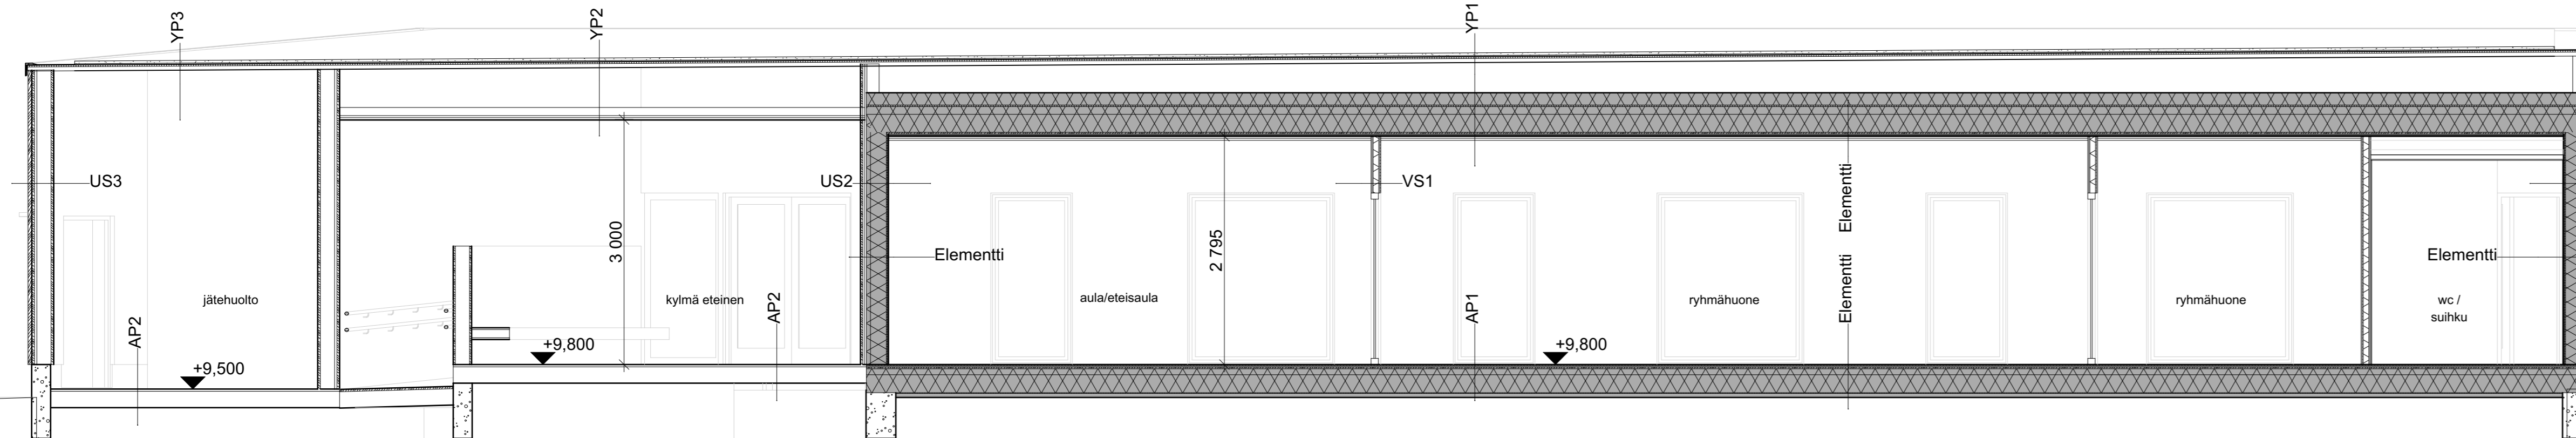 YP3
YP2
YP1
US3
US2
VS1
Elementti
Elementti
3 000
Elementti
2 795
Elementti
jätehuolto
kylmä eteinen
aula/eteisaula
ryhmähuone
ryhmähuone
wc /
suihku
AP2
AP2
AP1
Elementti
+9,500
+9,800
+9,800